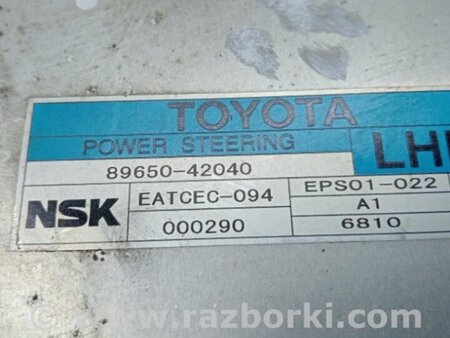 TOYOTA
POWER STEERING
LH
89650-42040
NSK
EATCEC-094
EPS01-022
A1
000290
6810
© www.razborki.com